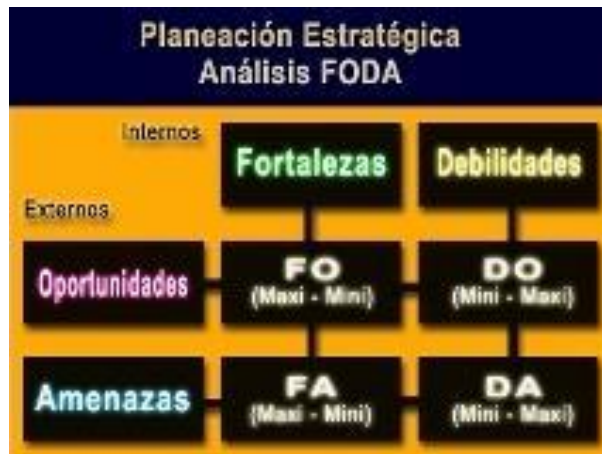 Planeación Estratégica
Análisis FODA
Internos
Fortalezas
Debilidades
Externos
Oportunidades
FO
(Maxi - Mini)
DO
(Mini - Maxi)
Amenazas
FA
(Maxi - Mini)
DA
(Mini - Maxi)